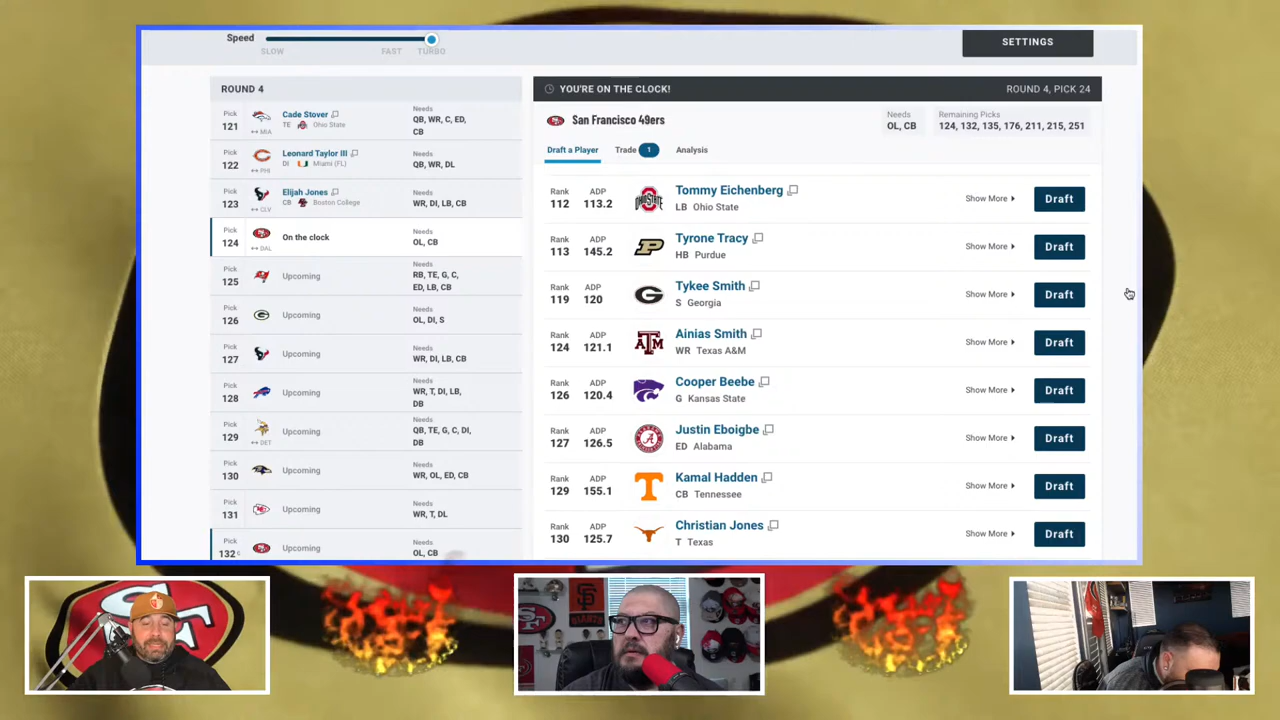 Speed
SLOW FAST TURBO
SETTINGS
ROUND 4
Pick
121
MIA
Cade Stover
TE Ohio State
Needs
QB, WR, C, ED,
CB
Pick
122
PHI
Leonard Taylor III
DI Miami (FL)
Needs
QB, WR, DL
Pick
123
CLV
Elijah Jones
CB Boston College
Needs
WR, DI, LB, CB
Pick
124
DAL
On the clock
Needs
OL, CB
Pick
125
Upcoming
Needs
RB, TE, G, C,
ED, LB, CB
Pick
126
Upcoming
Needs
OL, DI, S
Pick
127
Upcoming
Needs
WR, DI, LB, CB
Pick
128
Upcoming
Needs
WR, T, DI, LB,
DB
Pick
129
DET
Upcoming
Needs
QB, TE, G, C, DI,
DB
Pick
130
Upcoming
Needs
WR, OL, ED, CB
Pick
131
Upcoming
Needs
WR, T, DL
Pick
132 c
Upcoming
Needs
OL, CB
YOU'RE ON THE CLOCK!
ROUND 4, PICK 24
San Francisco 49ers
Needs
OL, CB
Remaining Picks
124, 132, 135, 176, 211, 215, 251
Draft a Player Trade 1 Analysis
Rank
112
ADP
113.2
OHIO STATE
Tommy Eichenberg
LB Ohio State
Show More
Draft
Rank
113
ADP
145.2
P
Tyrone Tracy
HB Purdue
Show More
Draft
Rank
119
ADP
120
G
Tykee Smith
S Georgia
Show More
Draft
Rank
124
ADP
121.1
ATM
Ainias Smith
WR Texas A&M
Show More
Draft
Rank
126
ADP
120.4
Cooper Beebe
G Kansas State
Show More
Draft
Rank
127
ADP
126.5
A
Justin Eboigbe
ED Alabama
Show More
Draft
Rank
129
ADP
155.1
T
Kamal Hadden
CB Tennessee
Show More
Draft
Rank
130
ADP
125.7
Christian Jones
T Texas
Show More
Draft
SF
SF
GIANTS